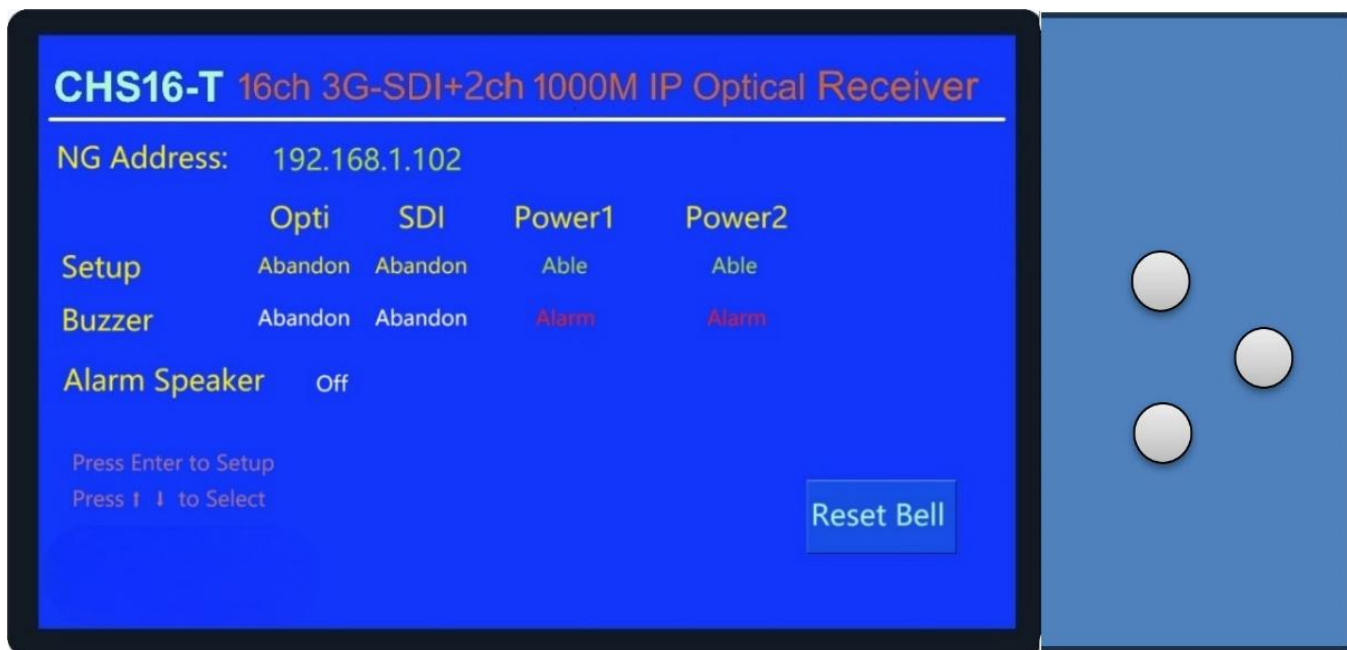 CHS16-T 16ch 3G-SDI+2ch 1000M IP Optical Receiver
NG Address: 192.168.1.102
Opti SDI Power1 Power2
Setup Abandon Abandon Able Able
Buzzer Abandon Abandon Alarm Alarm
Alarm Speaker Off
Press Enter to Setup
Press ⬆ ⬇ to Select
Reset Bell